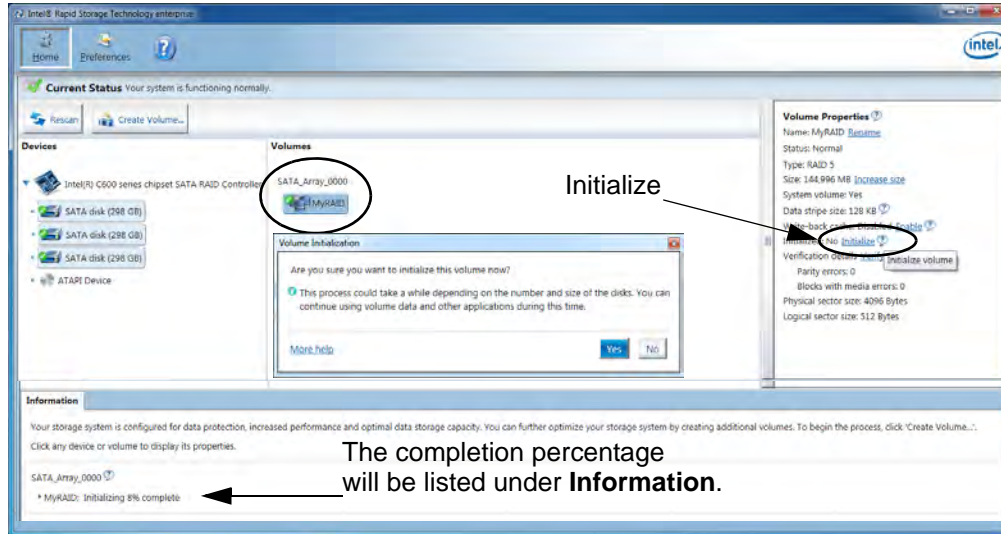 Intel® Rapid Storage Technology enterprise
Home
Preferences
intel
Current Status Your system is functioning normally.
Rescan
Create Volume...
Devices
Intel(R) C600 series chipset SATA RAID Controller
SATA disk (298 GB)
SATA disk (298 GB)
SATA disk (298 GB)
ATAPI Device
Volumes
SATA_Array_0000
MyRAID
Initialize
Volume Initialization
Are you sure you want to initialize this volume now?
This process could take a while depending on the number and size of the disks. You can
continue using volume data and other applications during this time.
More help
Yes
No
Volume Properties
Name: MyRAID Rename
Status: Normal
Type: RAID 5
Size: 144,996 MB Increase size
System volume: Yes
Data stripe size: 128 KB
Write-back cache: Disabled Enable
Initialized: No Initialize
Verification details
Initialize volume
Parity errors: 0
Blocks with media errors: 0
Physical sector size: 4096 Bytes
Logical sector size: 512 Bytes
Information
Your storage system is configured for data protection, increased performance and optimal data storage capacity. You can further optimize your storage system by creating additional volumes. To begin the process, click 'Create Volume...'.
Click any device or volume to display its properties.
The completion percentage
will be listed under Information.
SATA_Array_0000
MyRAID: Initializing 8% complete